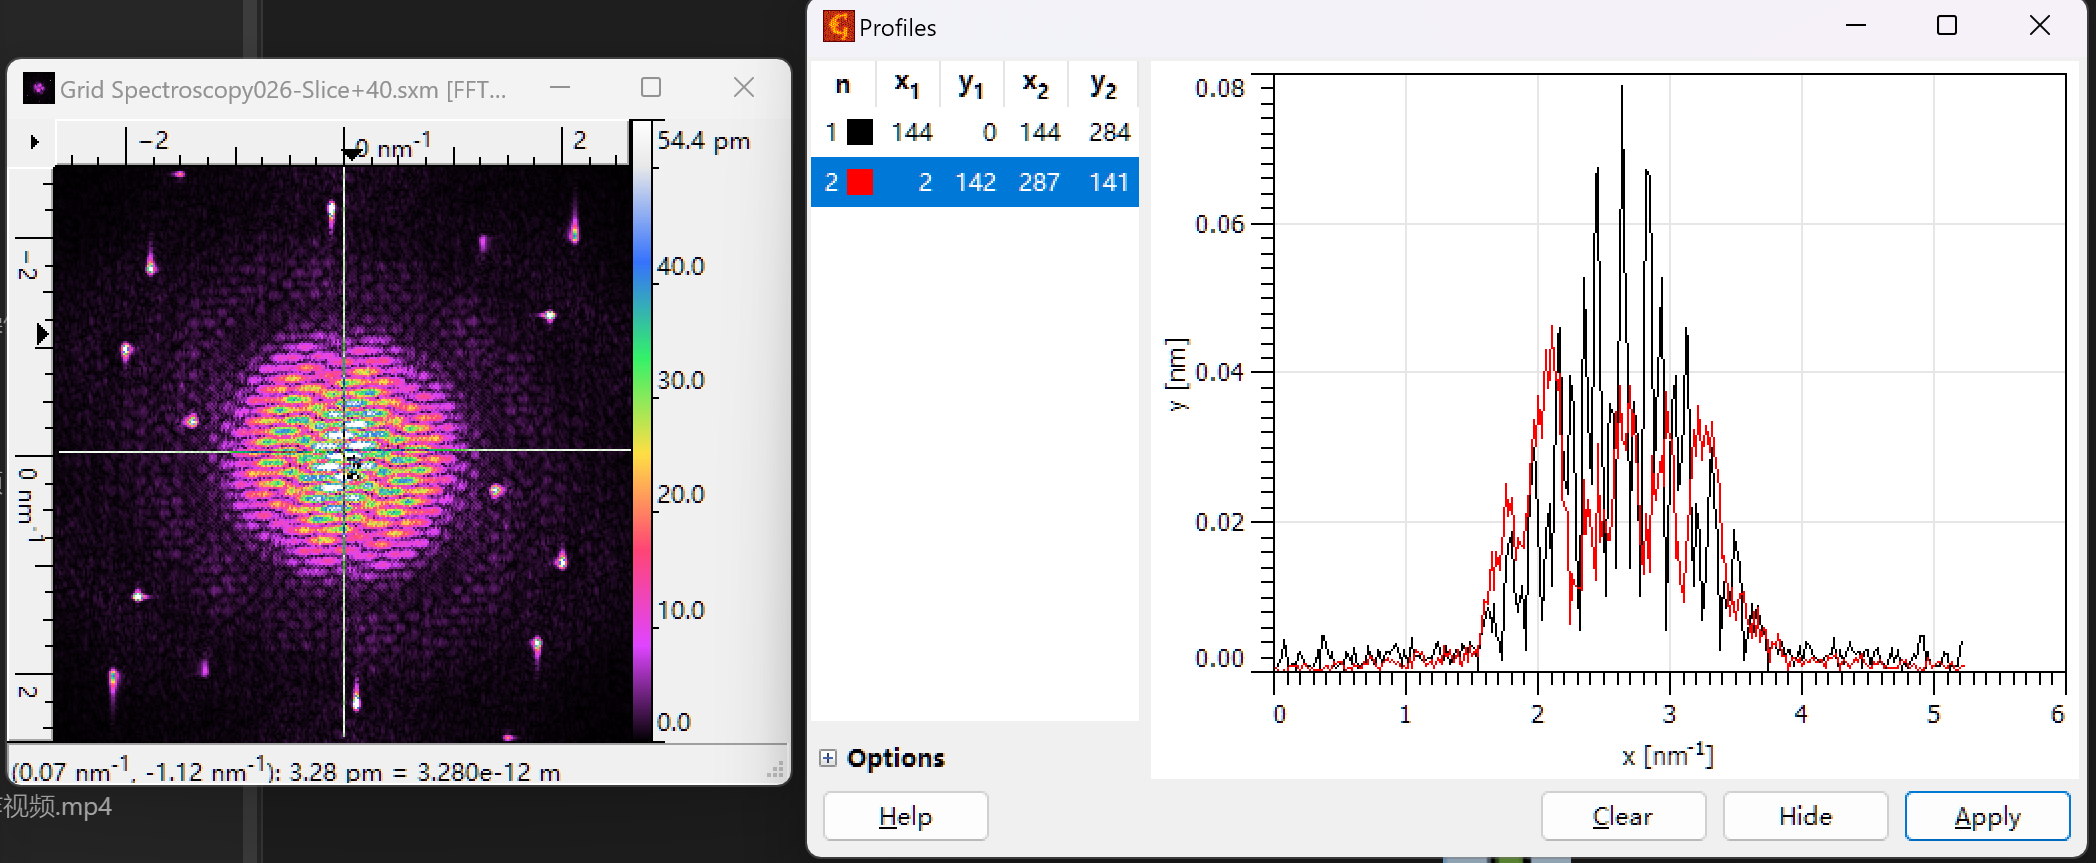 Grid Spectroscopy026-Slice+40.sxm [FFT...
−2
0 nm-1
2
54.4 pm
40.0
30.0
20.0
10.0
0.0
−2
0 nm-1
2
(0.07 nm-1, -1.12 nm-1): 3.28 pm = 3.280e-12 m
视频.mp4
Profiles
n x1 y1 x2 y2
1 144 0 144 284
2 2 142 287 141
Options
0.08
0.06
0.04
0.02
0.00
y [nm]
0 1 2 3 4 5 6
x [nm-1]
Help
Clear
Hide
Apply